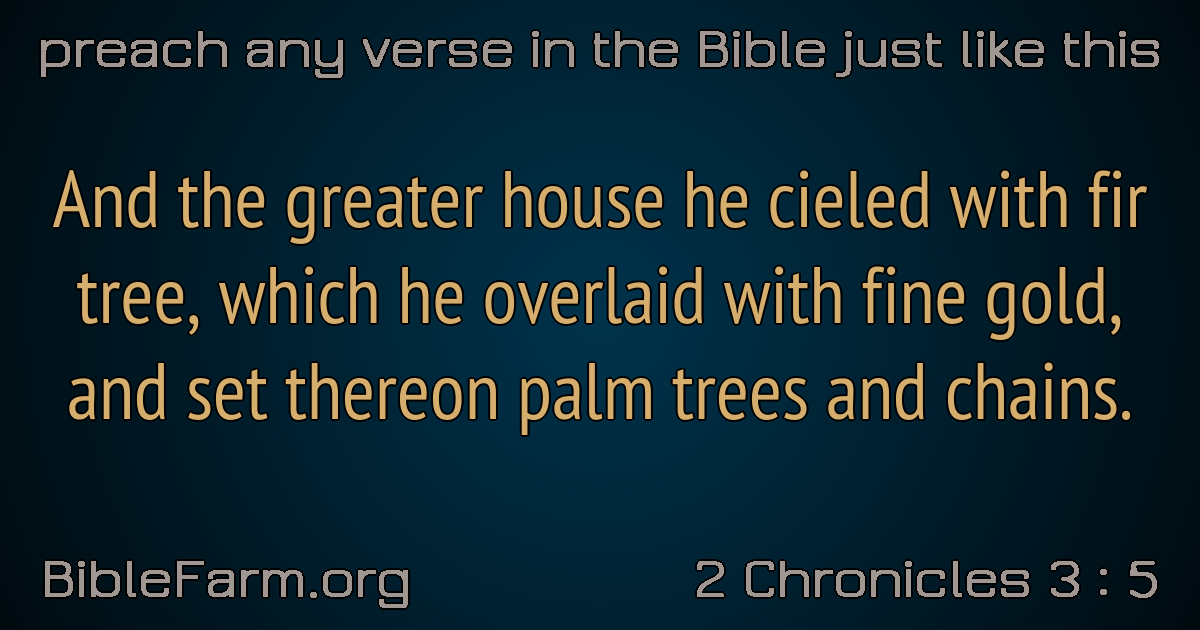 preach any verse in the Bible just like this
And the greater house he cieled with fir
tree, which he overlaid with fine gold,
and set thereon palm trees and chains.
BibleFarm.org
2 Chronicles 3 : 5